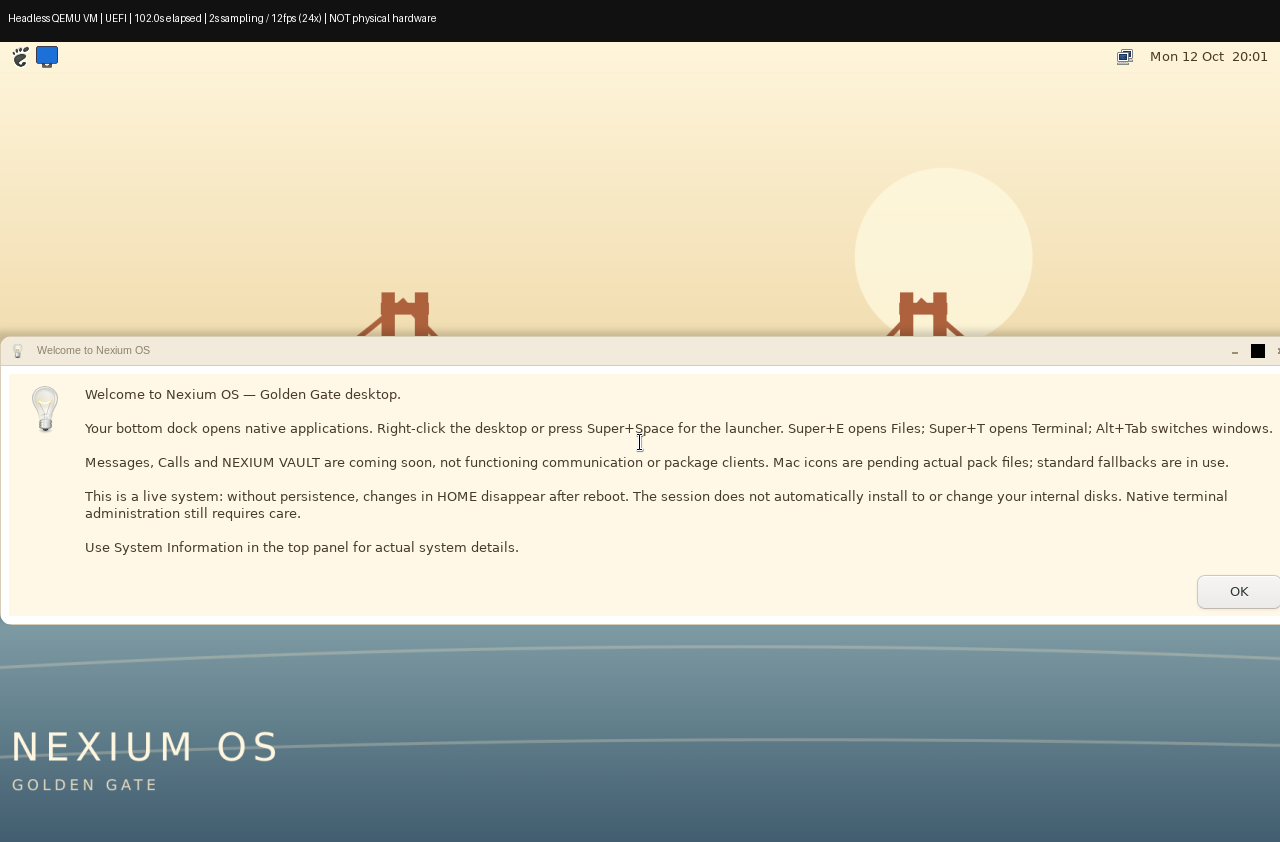 Headless QEMU VM | UEFI | 102.0s elapsed | 2s sampling / 12fps (24x) | NOT physical hardware
Mon 12 Oct 20:01
Welcome to Nexium OS
Welcome to Nexium OS — Golden Gate desktop.
Your bottom dock opens native applications. Right-click the desktop or press Super+Space for the launcher. Super+E opens Files; Super+T opens Terminal; Alt+Tab switches windows.
Messages, Calls and NEXIUM VAULT are coming soon, not functioning communication or package clients. Mac icons are pending actual pack files; standard fallbacks are in use.
This is a live system: without persistence, changes in HOME disappear after reboot. The session does not automatically install to or change your internal disks. Native terminal
administration still requires care.
Use System Information in the top panel for actual system details.
OK
NEXIUM OS
GOLDEN GATE